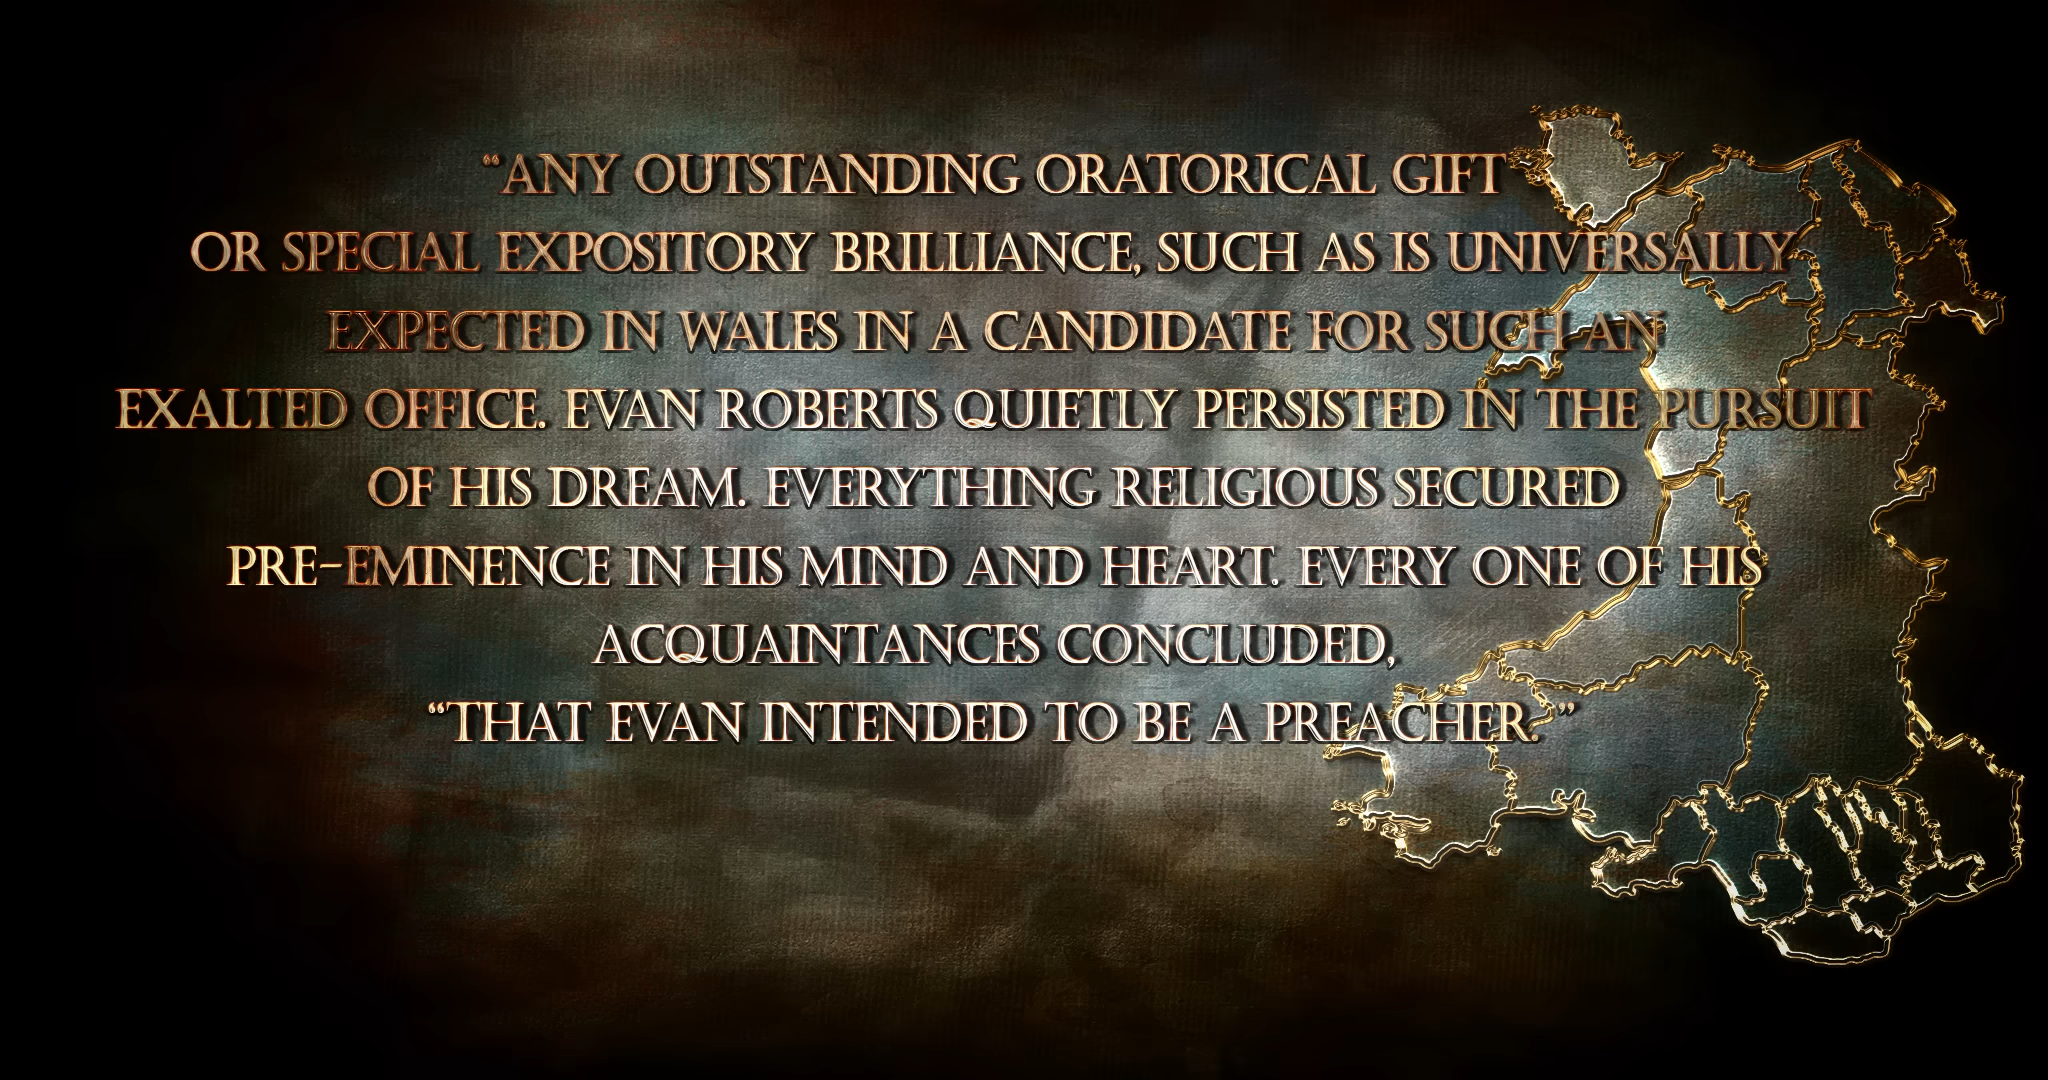 “ANY OUTSTANDING ORATORICAL GIFT
OR SPECIAL EXPOSITORY BRILLIANCE, SUCH AS IS UNIVERSALLY
EXPECTED IN WALES IN A CANDIDATE FOR SUCH AN
EXALTED OFFICE. EVAN ROBERTS QUIETLY PERSISTED IN THE PURSUIT
OF HIS DREAM. EVERYTHING RELIGIOUS SECURED
PRE-EMINENCE IN HIS MIND AND HEART. EVERY ONE OF HIS
ACQUAINTANCES CONCLUDED,
“THAT EVAN INTENDED TO BE A PREACHER.”